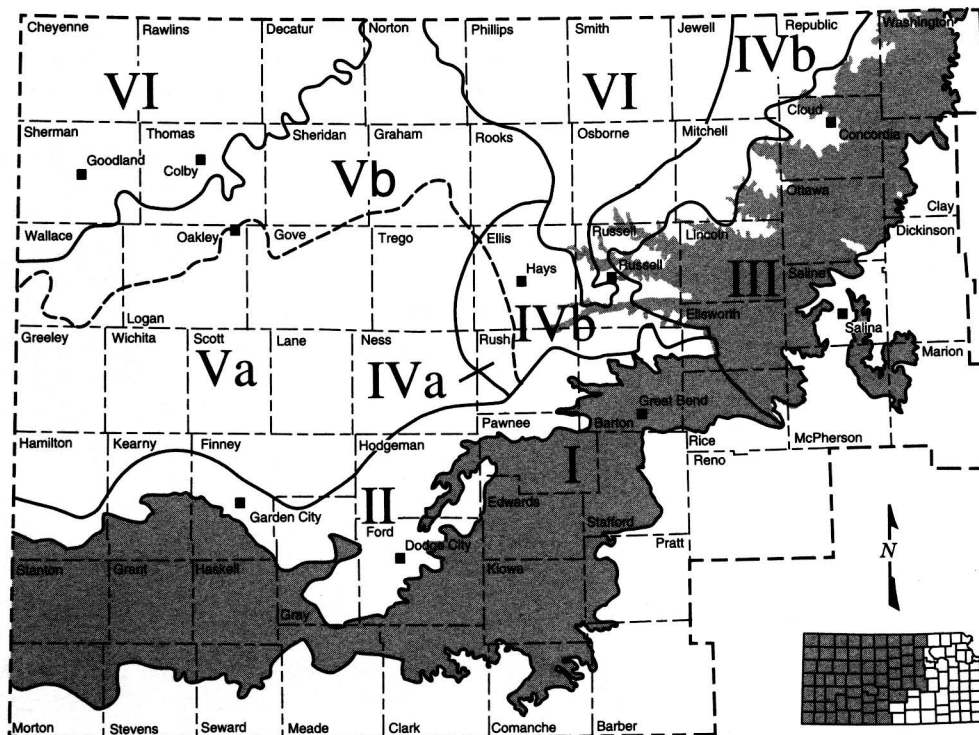 Cheyenne Rawlins Decatur Norton Phillips Smith Jewell Republic Washington
VI VI IVb
Sherman Thomas Sheridan Graham Rooks Osborne Mitchell Cloud
Goodland Colby Concordia
Vb
Ottawa
Clay
Wallace Oakley Gove Trego Ellis Russell Lincoln Dickinson
Hays Russell III Saline
Logan IVb Ellsworth Salina
Greeley Wichita Scott Lane Ness Rush Marion
Va IVa
Great Bend
Hamilton Kearny Finney Hodgeman Pawnee Barton Rice McPherson
Reno
I
II Edwards
Garden City Ford Stafford
Dodge City Pratt
N
Stanton Grant Haskell Kiowa
Gray
Morton Stevens Seward Meade Clark Comanche Barber